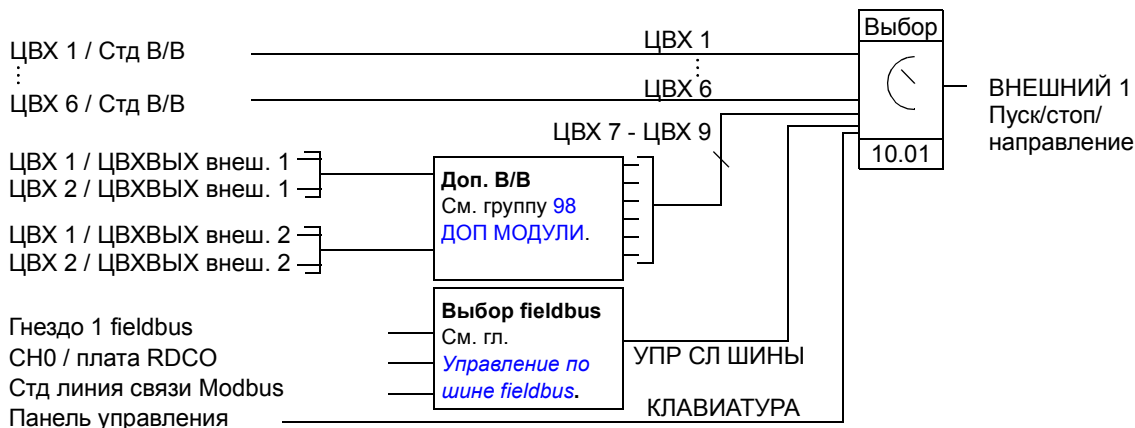 Выбор
ЦВХ 1 / Стд В/В
ЦВХ 1
ЦВХ 6 / Стд В/В
ЦВХ 6
ВНЕШНИЙ 1
Пуск/стоп/
направление
ЦВХ 7 - ЦВХ 9
10.01
ЦВХ 1 / ЦВХВЫХ внеш. 1
ЦВХ 2 / ЦВХВЫХ внеш. 1
ЦВХ 1 / ЦВХВЫХ внеш. 2
ЦВХ 2 / ЦВХВЫХ внеш. 2
Доп. В/В
См. группу 98
ДОП МОДУЛИ.
Выбор fieldbus
См. гл.
Управление по
шине fieldbus.
Гнездо 1 fieldbus
CH0 / плата RDCO
Стд линия связи Modbus
Панель управления
УПР СЛ ШИНЫ
КЛАВИАТУРА